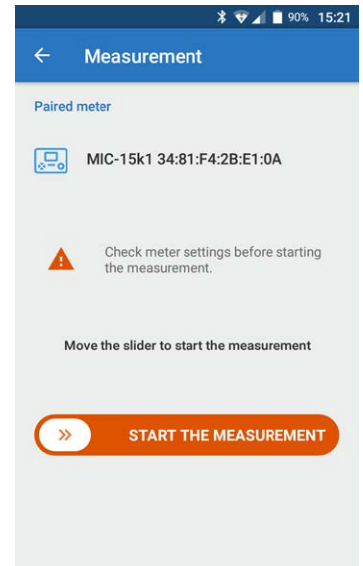 90% 15:21
Measurement
Paired meter
MIC-15k1 34:81:F4:2B:E1:0A
Check meter settings before starting
the measurement.
Move the slider to start the measurement
START THE MEASUREMENT